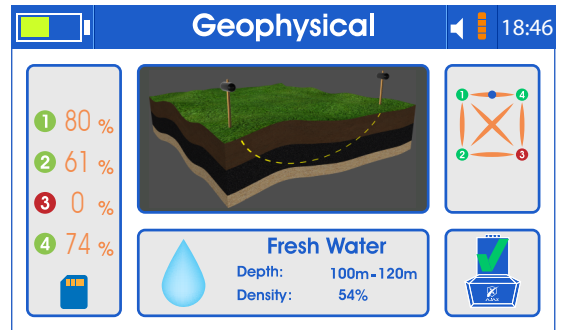 Geophysical
18:46
1 80 %
2 61 %
3 0 %
4 74 %
1 4
2 3
Fresh Water
Depth: 100m-120m
Density: 54%
AJAX